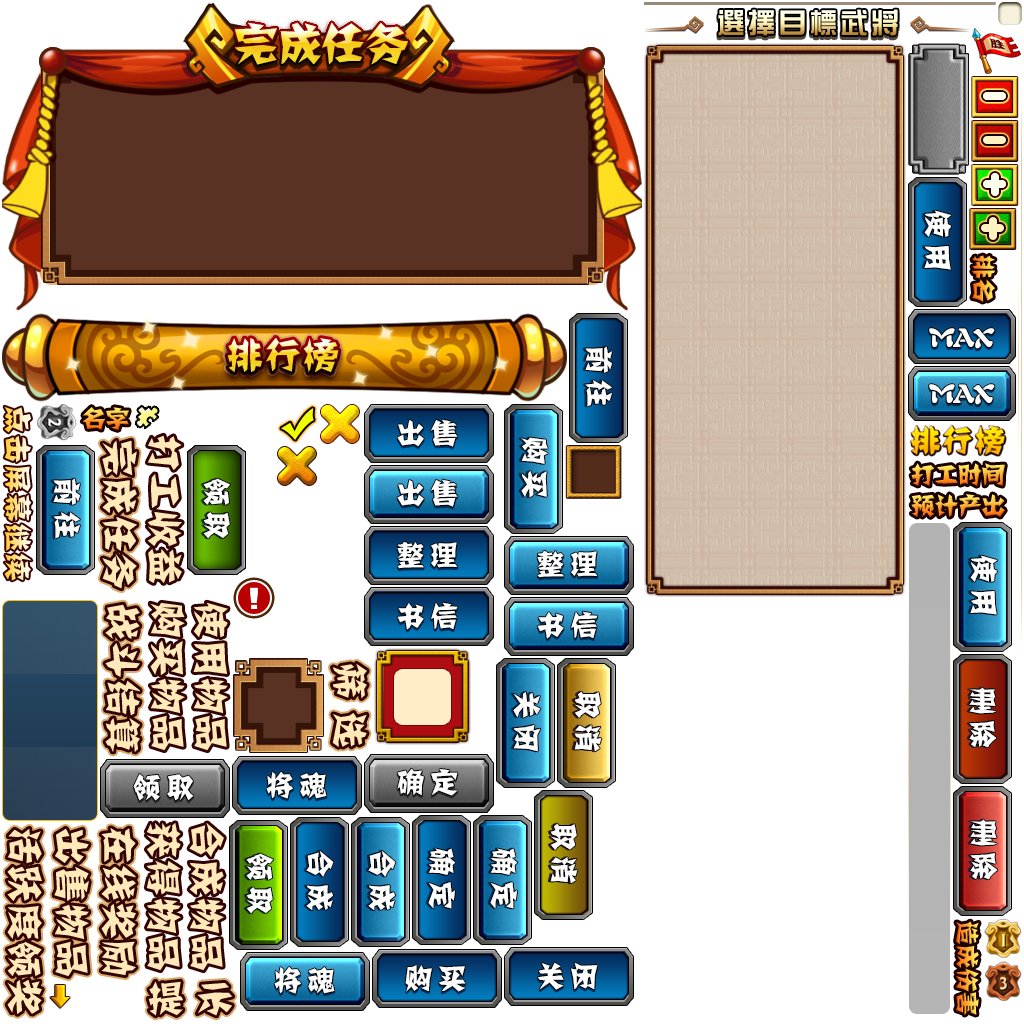 完成任务
選擇目標武將
胜
使用
排名
MAX
MAX
排行榜
排行榜
打工时间
预计产出
前往
名字
2
点击屏幕继续
前往
完成任务
打工收益
领取
出售
出售
整理
书信
购买
整理
书信
!
战斗结算
购买物品
使用物品
筛选
关闭
取消
使用
删除
删除
领取
将魂
确定
取消
活跃度领奖
出售物品
在线奖励
获得物品
合成物品
领取
合成
合成
确定
确定
将魂
购买
关闭
造成伤害
1
3